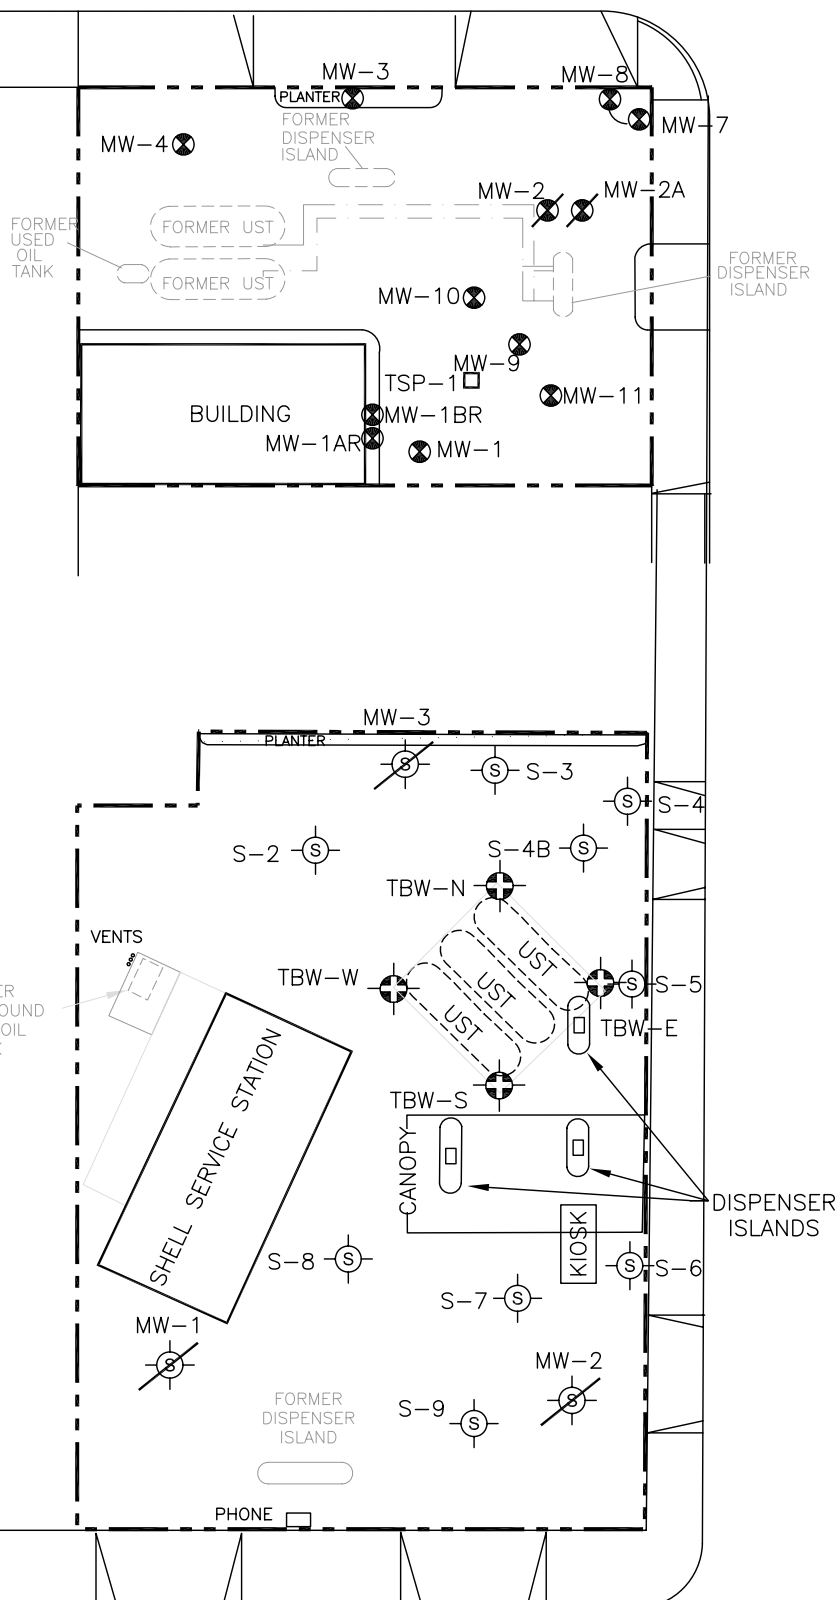 MW-3
MW-8
PLANTER
MW-7
FORMER
DISPENSER
ISLAND
MW-4
MW-2
MW-2A
FORMER UST
FORMER
USED
OIL
TANK
FORMER UST
FORMER
DISPENSER
ISLAND
MW-10
MW-9
TSP-1
MW-11
BUILDING
MW-1BR
MW-1AR
MW-1
MW-3
PLANTER
S-3
S-4
S-2
S-4B
TBW-N
VENTS
UST
UST
UST
TBW-W
S-5
OUND
OIL
TBW-E
SHELL SERVICE STATION
TBW-S
CANOPY
DISPENSER
ISLANDS
KIOSK
S-8
S-6
S-7
MW-1
MW-2
FORMER
DISPENSER
ISLAND
S-9
PHONE
S
S
S
S
S
S
S
S
S
S
S